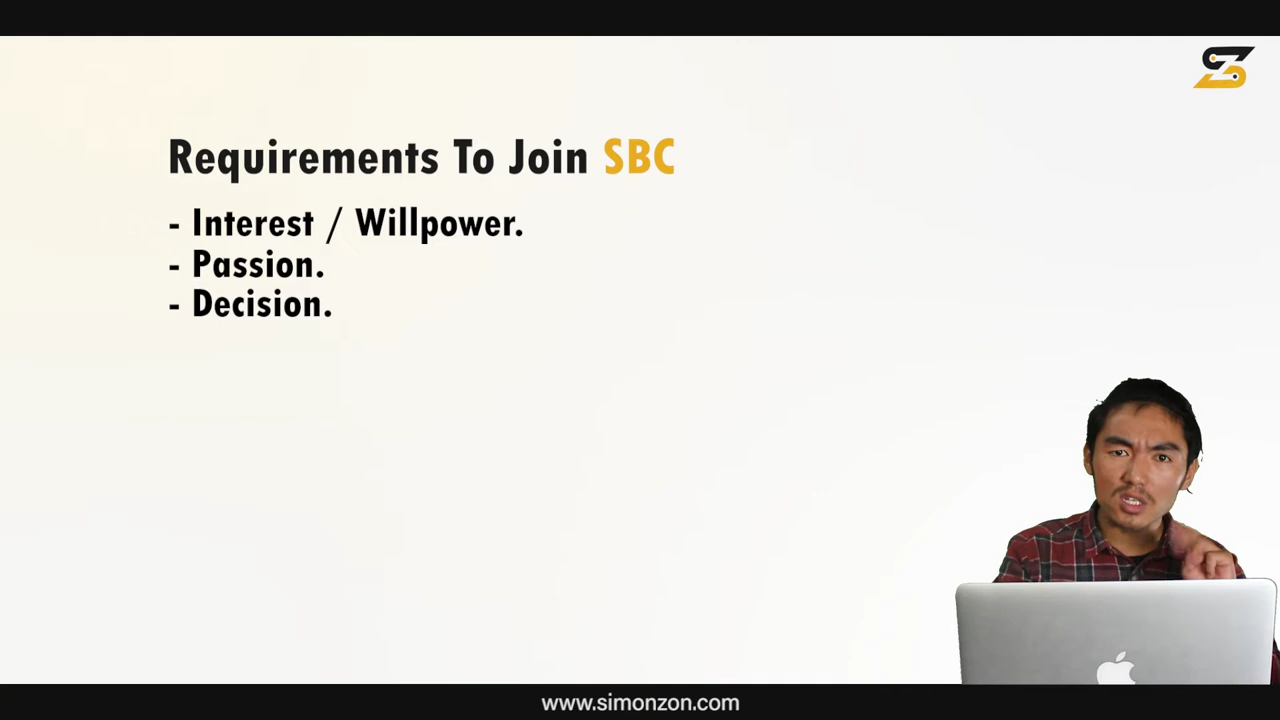 Requirements To Join SBC
- Interest / Willpower.
- Passion.
- Decision.
www.simonzon.com